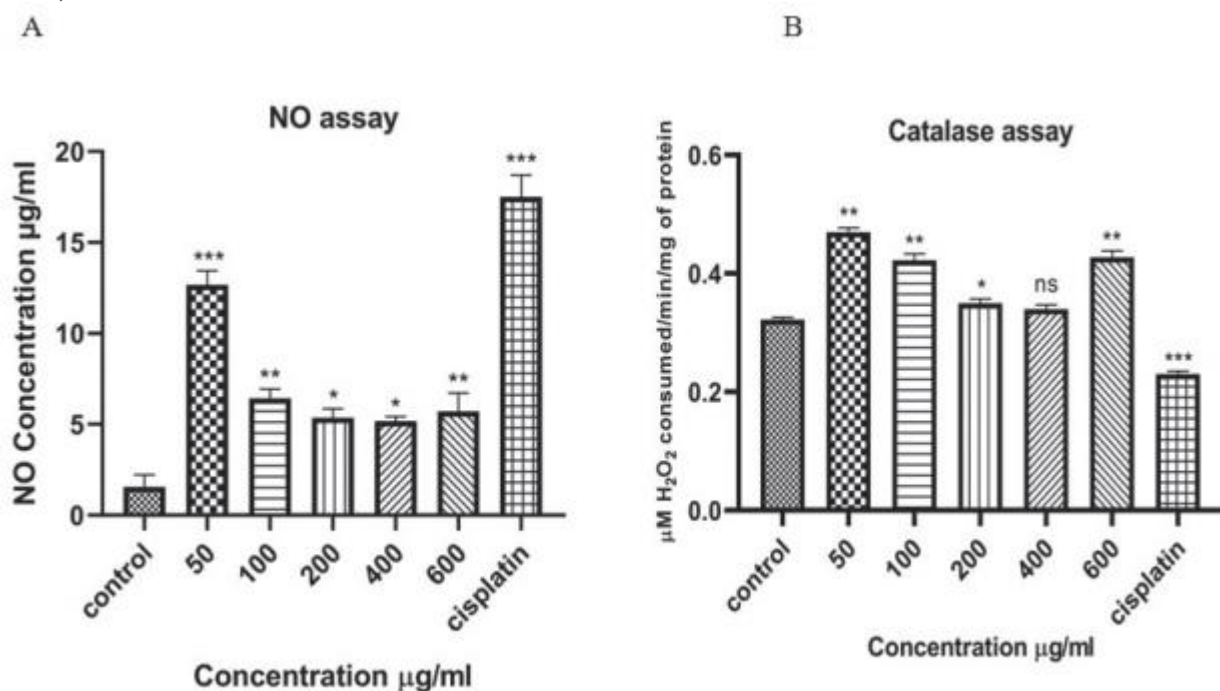 A
NO assay
NO Concentration µg/ml
20
15
10
5
0
***
**
*
*
**
***
control
50
100
200
400
600
cisplatin
Concentration µg/ml
B
Catalase assay
µM H₂O₂ consumed/min/mg of protein
0.6
0.4
0.2
0.0
**
**
*
ns
**
***
control
50
100
200
400
600
cisplatin
Concentration µg/ml